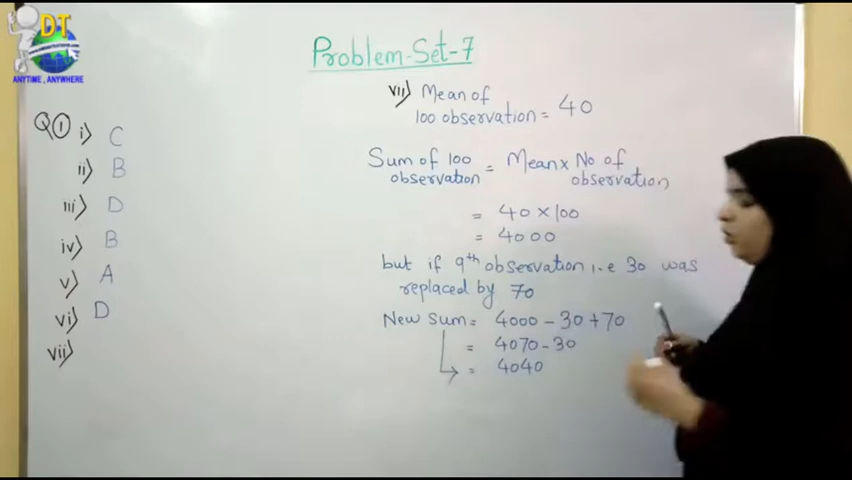 DT
ANYTIME , ANYWHERE
Problem-Set-7
Q① i) C
ii) B
iii) D
iv) B
v) A
vi) D
vii)
vii) Mean of
100 observation = 40
Sum of 100 observation = Mean x No of observation
= 40 x 100
= 4000
but if 9th observation i.e 30 was
replaced by 70
New sum = 4000 - 30 + 70
= 4070 - 30
= 4040